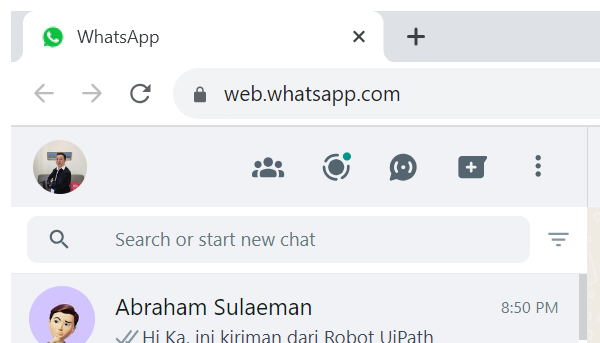 WhatsApp
web.whatsapp.com
Search or start new chat
Abraham Sulaeman 8:50 PM
Hi Ka, ini kiriman dari Robot UiPath